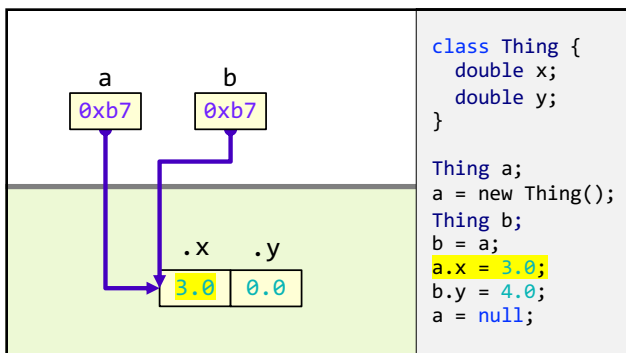 a b
0xb7 0xb7
.x .y
3.0 0.0
class Thing {
  double x;
  double y;
}
Thing a;
a = new Thing();
Thing b;
b = a;
a.x = 3.0;
b.y = 4.0;
a = null;